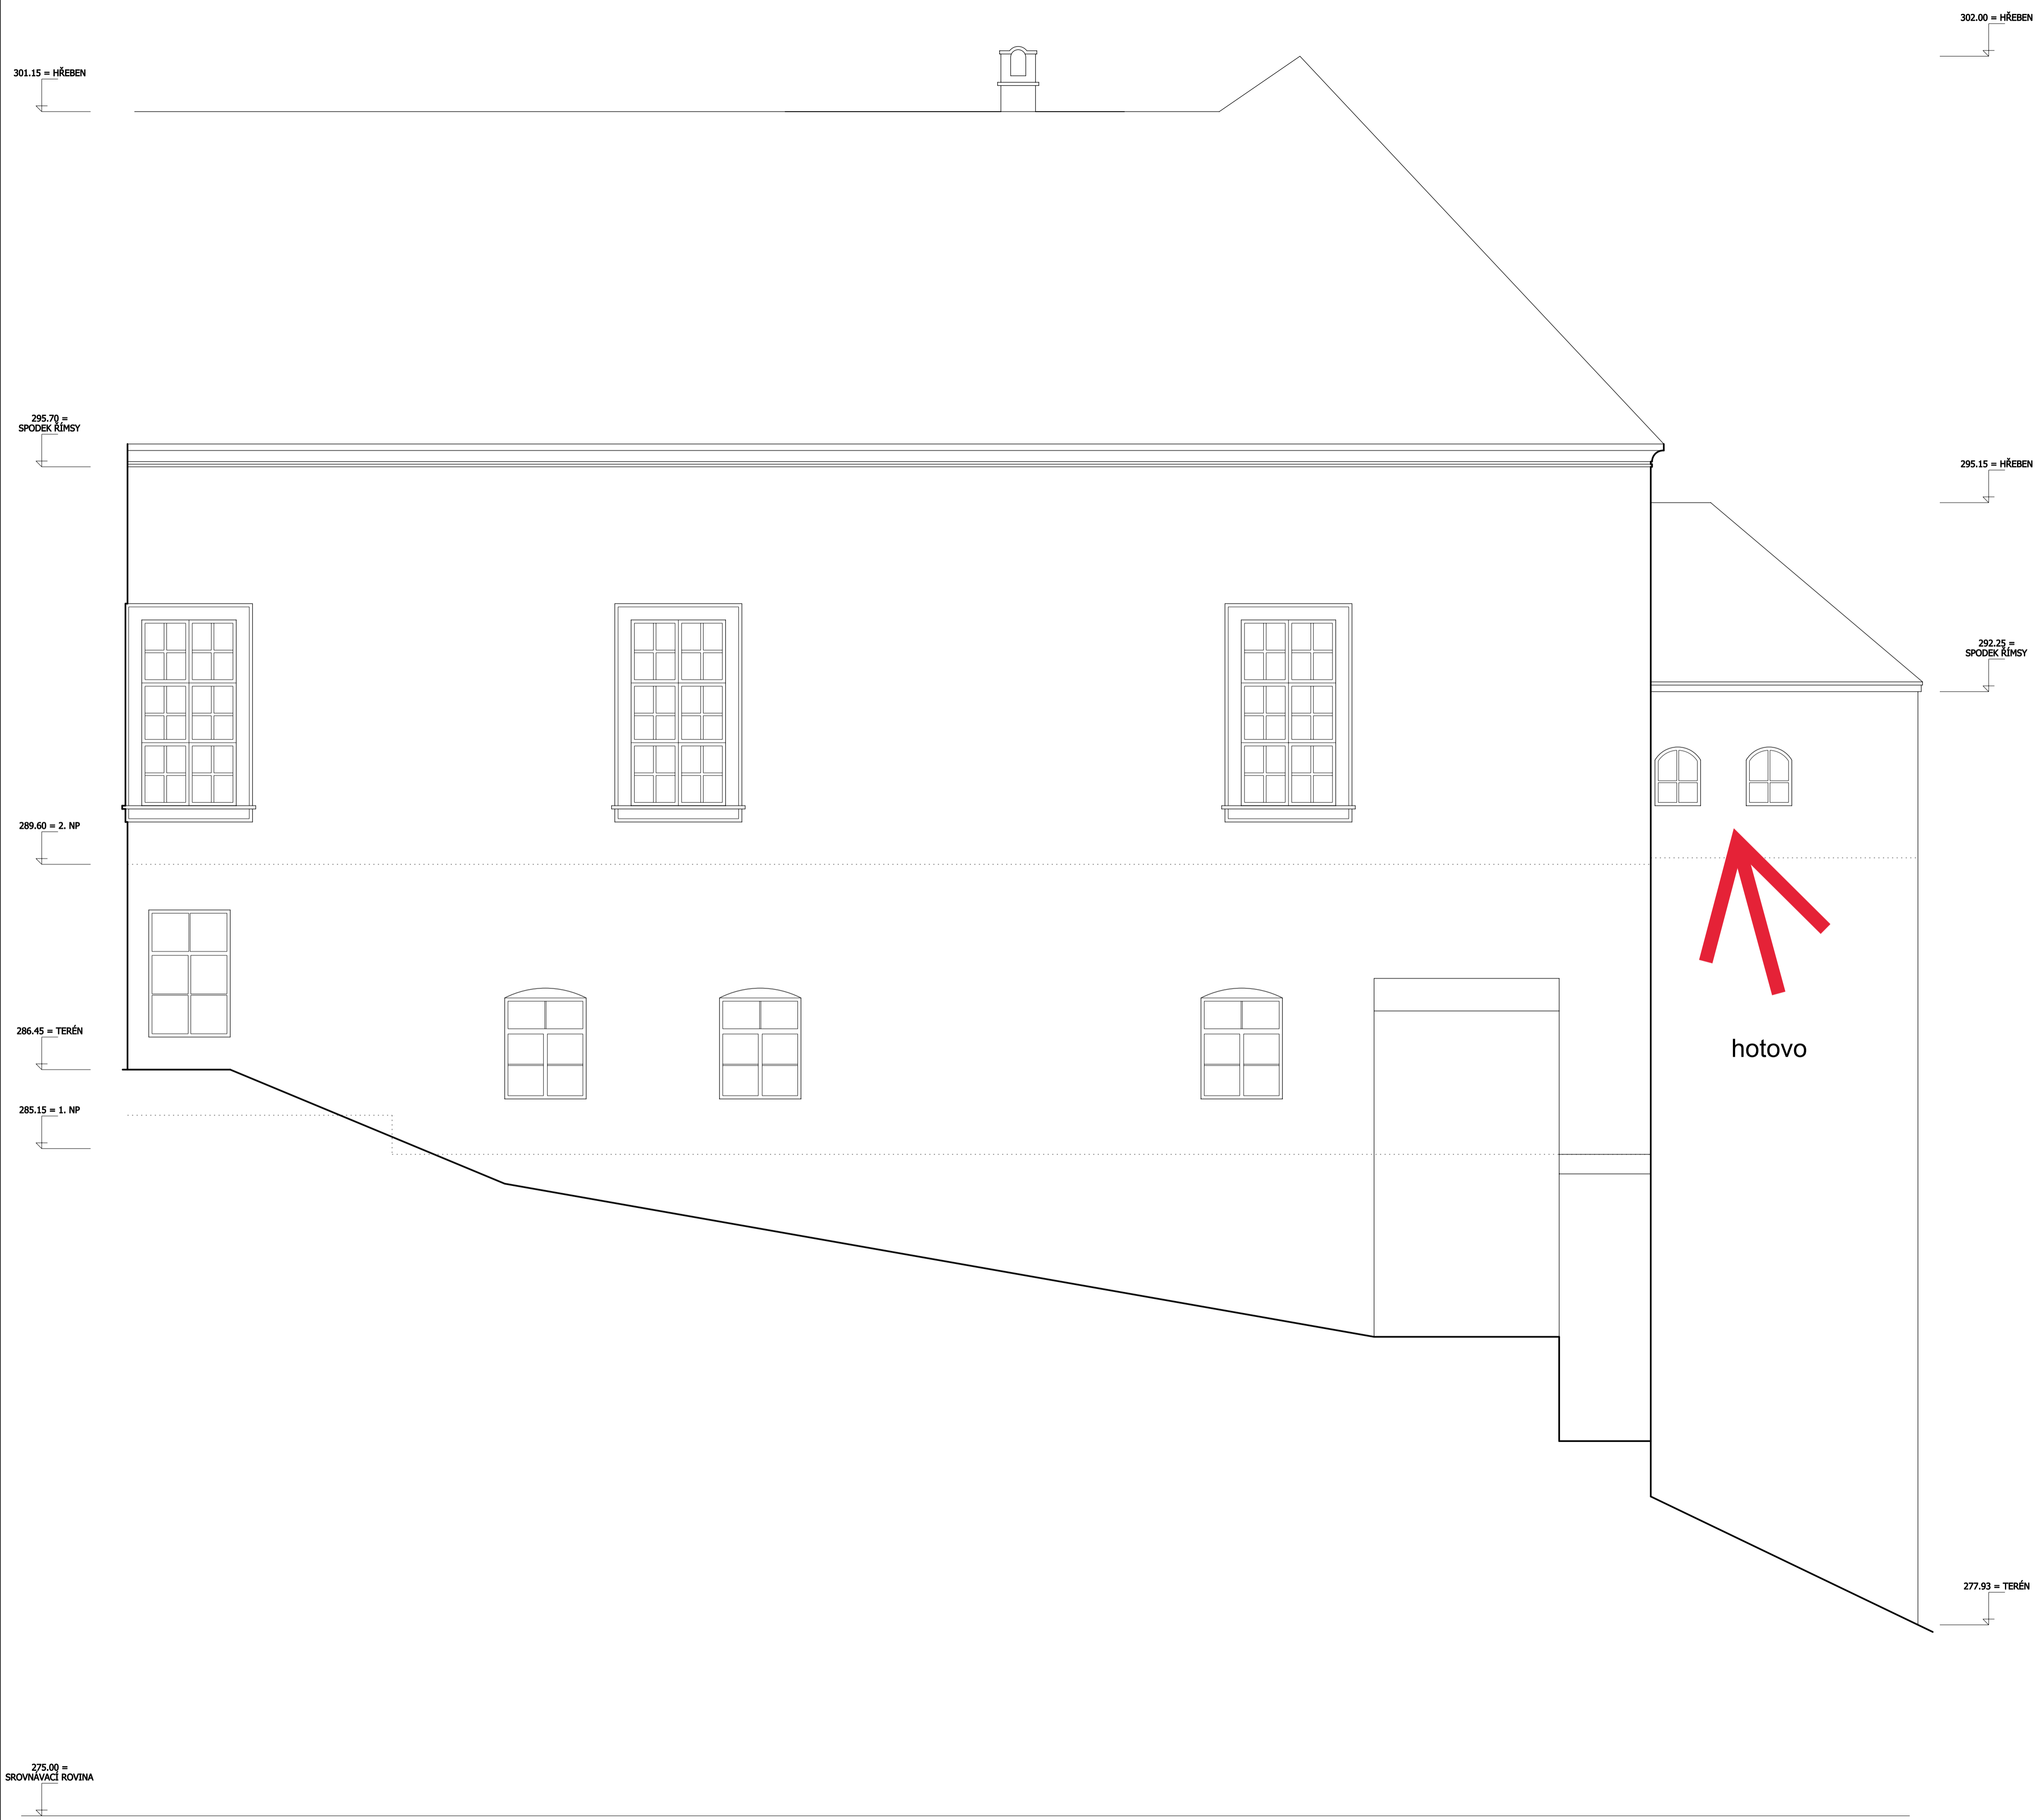 302.00 = HŘEBEN
301.15 = HŘEBEN
295.70 =
SPODEK ŘÍMSY
295.15 = HŘEBEN
292.25 =
SPODEK ŘÍMSY
289.60 = 2. NP
286.45 = TERÉN
hotovo
285.15 = 1. NP
277.93 = TERÉN
275.00 =
SROVNÁVACÍ ROVINA